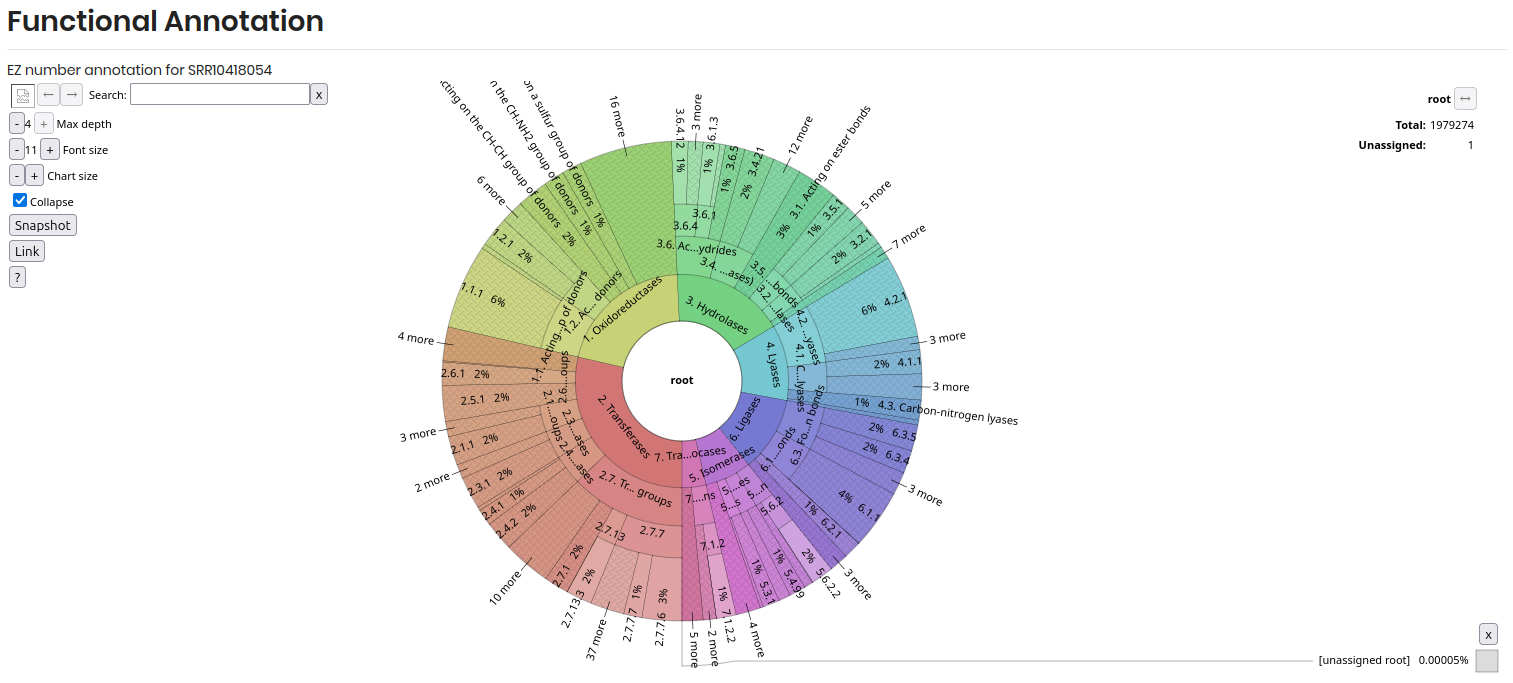 Functional Annotation
EZ number annotation for SRR10418054
← → Search: x
- 4 + Max depth
- 11 + Font size
- + Chart size
Collapse
Snapshot
Link
?
root ↔
Total: 1979274
Unassigned: 1
cting on the CH-CH group of donors
n the CH-NH2 group of donors
on a sulfur group of donors
16 more
3.6.4.12
3 more
3.6.1.3
3.6.5
3.4.21
12 more
3.1. Acting on ester bonds
3.5.1
5 more
3.2.1
7 more
6 more
1.2.1 2%
2%
1%
1%
1%
1%
1%
2%
3%
1%
2%
3.6.1
3.6.4
3.6. Ac...ydrides
3.4. ...ases)
3.5. ...bonds
3.2. ...lases
1.1.1 6%
1.1. Acting...p of donors
1.2. Ac... donors
1. Oxidoreductases
3. Hydrolases
4. Lyases
4.2. ...yases
4.1. C...lyases
6% 4.2.1
3 more
2% 4.1.1
3 more
1% 4.3. Carbon-nitrogen lyases
4 more
2.6.1 2%
2.5.1 2%
3 more
2.1.1 2%
2 more
2.3.1 2%
2.4.1 1%
2.4.2 2%
10 more
2.6....oups
2.1. ...oups
2.3....ases
2.4....ases
root
2. Transferases
7. Tra...ocases
5. Isomerases
6. Ligases
6.1....onds
6.3. Fo...n bonds
2% 6.3.5
2% 6.3.4
3 more
4% 6.1.1
1% 6.2.1
3 more
2.7. Tr... groups
2.7.13
2.7.7
2.7.1 2%
2.7.13.3 2%
37 more
2.7.7.7 1%
2.7.7.6 3%
7....ns
5...s
5....es
5...n
7.1.2
5.6.2
5 more
2 more
1% 7.1.2.2
4 more
1% 5.3.1
1% 5.4.99
2% 5.6.2.2
x
[unassigned root] 0.00005%